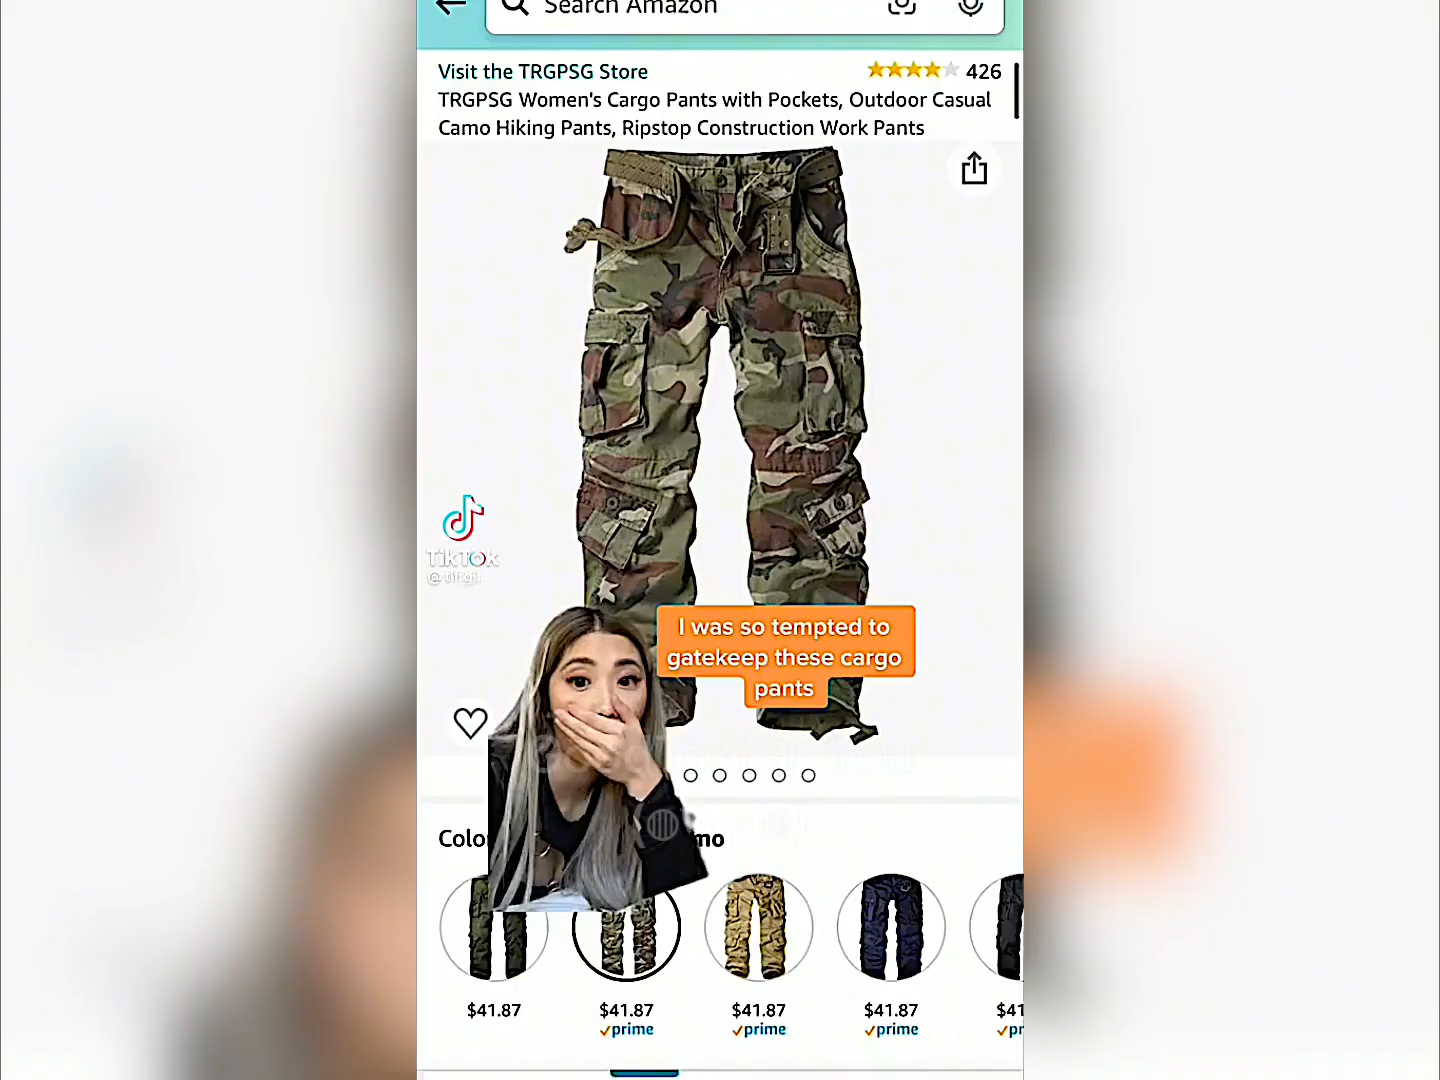 Search Amazon
Visit the TRGPSG Store 426
TRGPSG Women's Cargo Pants with Pockets, Outdoor Casual
Camo Hiking Pants, Ripstop Construction Work Pants
TikTok
I was so tempted to
gatekeep these cargo
pants
Colo
mo
$41.87 $41.87 $41.87 $41.87 $41
prime prime prime pr